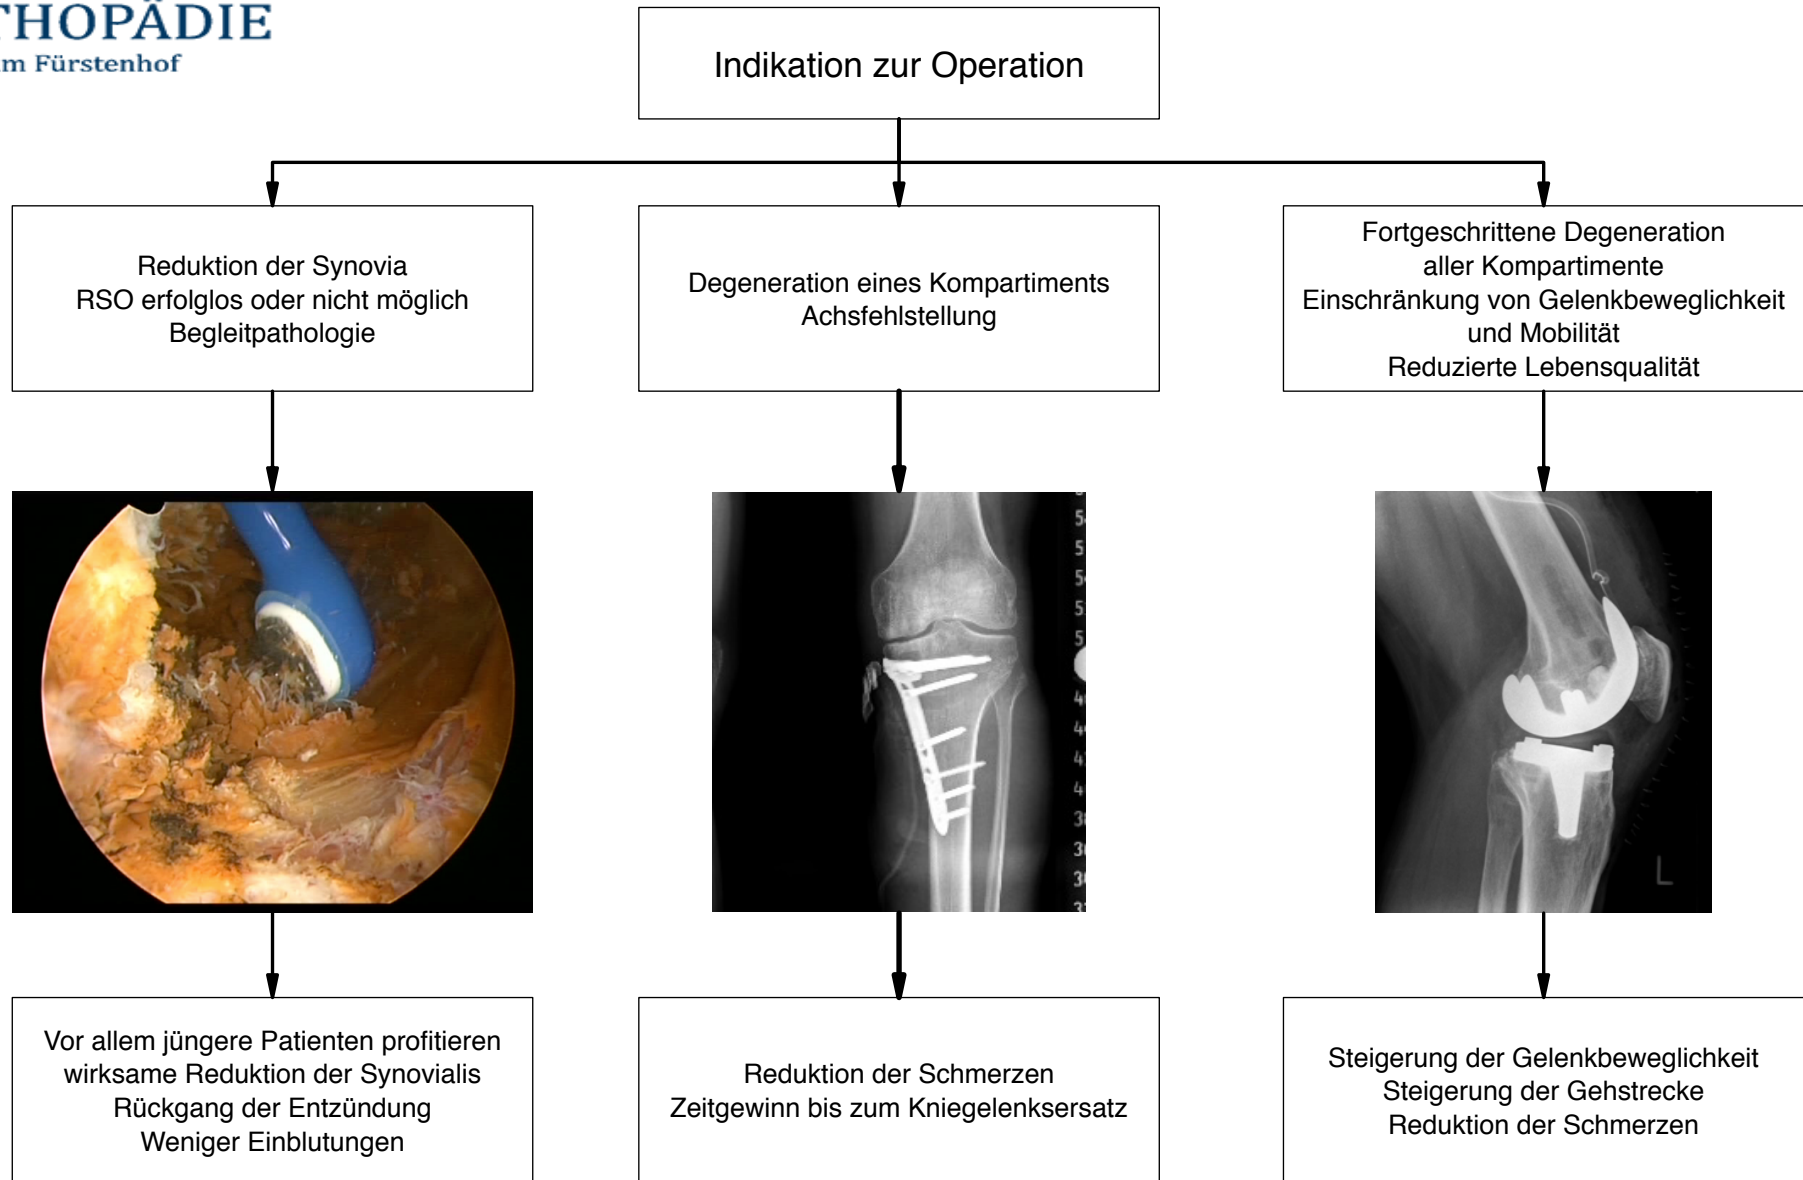 THOPÄDIE
m Fürstenhof
Indikation zur Operation
Reduktion der Synovia
RSO erfolglos oder nicht möglich
Begleitpathologie
Degeneration eines Kompartiments
Achsfehlstellung
Fortgeschrittene Degeneration
aller Kompartimente
Einschränkung von Gelenkbeweglichkeit
und Mobilität
Reduzierte Lebensqualität
L
Vor allem jüngere Patienten profitieren
wirksame Reduktion der Synovialis
Rückgang der Entzündung
Weniger Einblutungen
Reduktion der Schmerzen
Zeitgewinn bis zum Kniegelenksersatz
Steigerung der Gelenkbeweglichkeit
Steigerung der Gehstrecke
Reduktion der Schmerzen